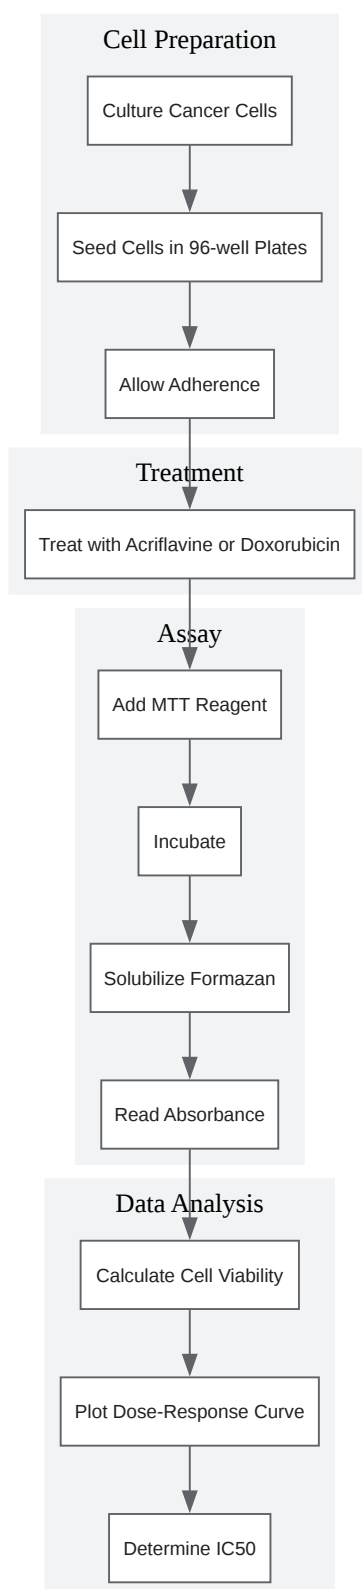 Cell Preparation
Culture Cancer Cells
Seed Cells in 96-well Plates
Allow Adherence
Treatment
Treat with Acriflavine or Doxorubicin
Assay
Add MTT Reagent
Incubate
Solubilize Formazan
Read Absorbance
Data Analysis
Calculate Cell Viability
Plot Dose-Response Curve
Determine IC50